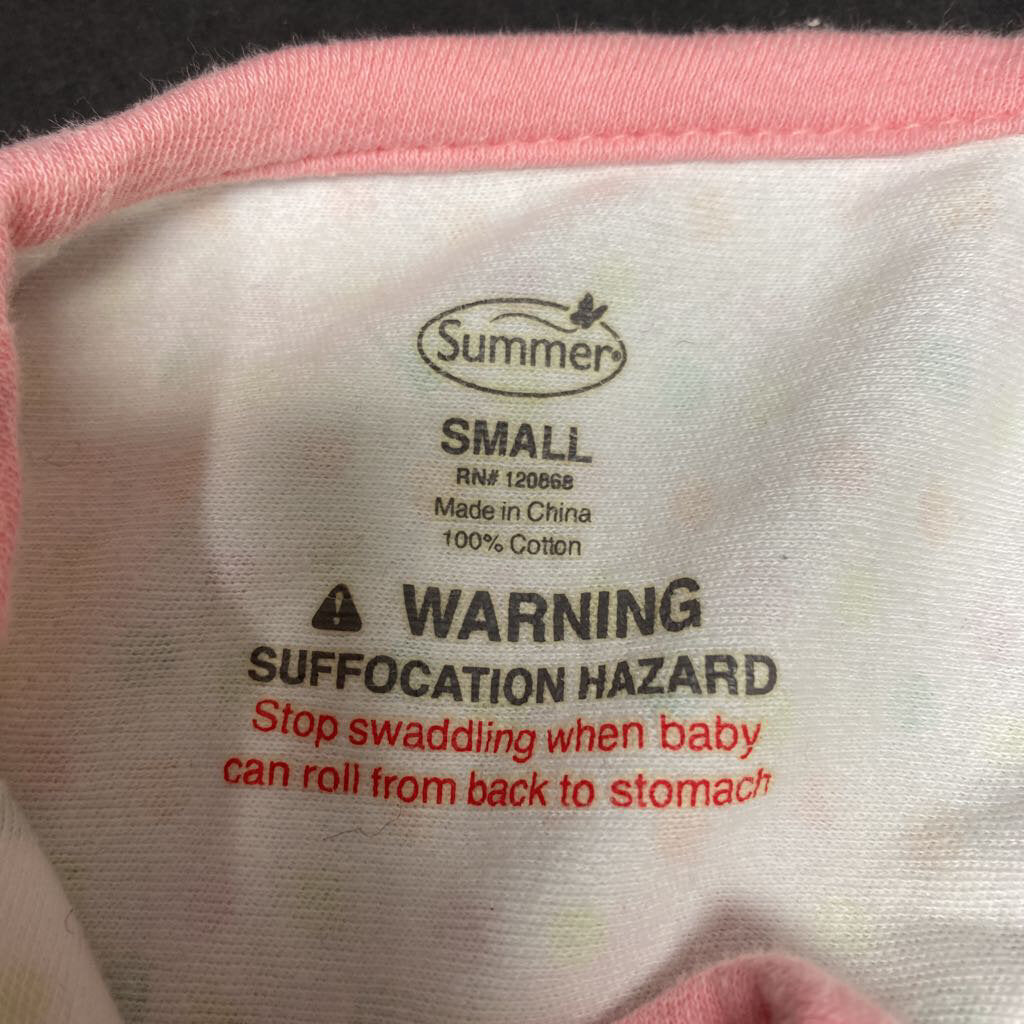 Summer
SMALL
RN# 120868
Made in China
100% Cotton
WARNING
SUFFOCATION HAZARD
Stop swaddling when baby
can roll from back to stomach